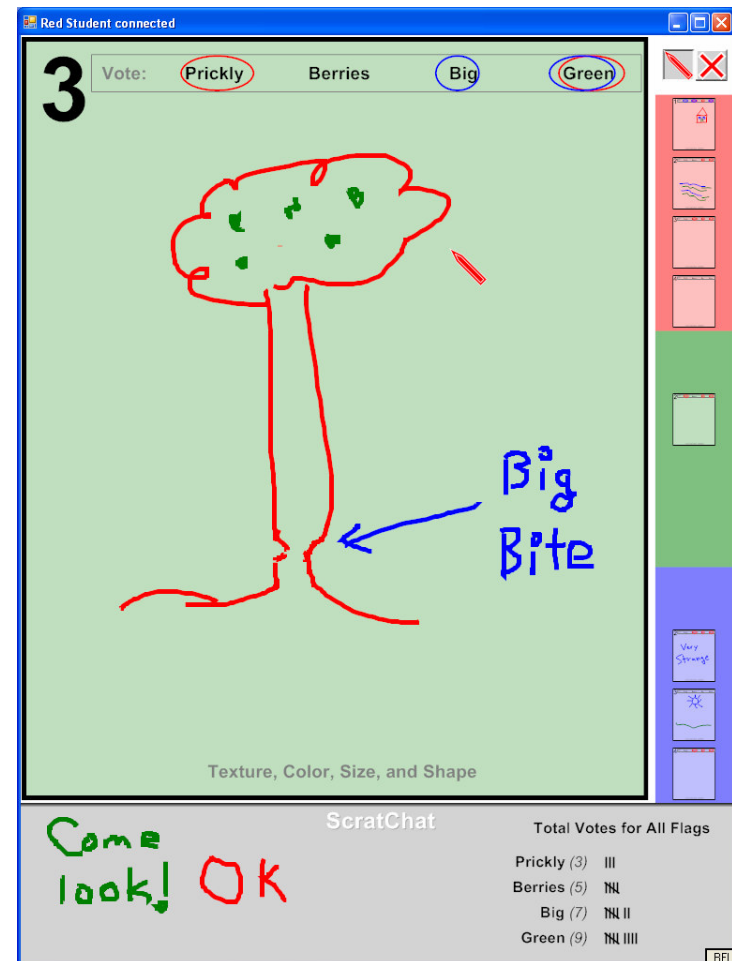 Red Student connected
3
Vote: Prickly Berries Big Green
Big
Bite
Texture, Color, Size, and Shape
ScratChat
Come
look! OK
Total Votes for All Flags
Prickly (3)
Berries (5)
Big (7)
Green (9)
Very
Strange